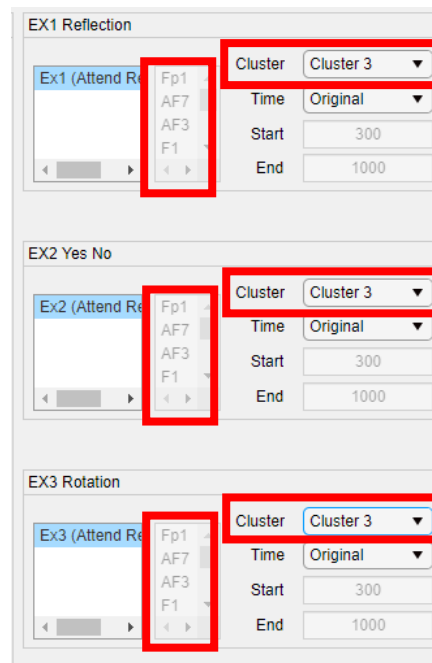 EX1 Reflection
Ex1 (Attend Re
Fp1
AF7
AF3
F1
Cluster Cluster 3
Time Original
Start 300
End 1000
EX2 Yes No
Ex2 (Attend Re
Fp1
AF7
AF3
F1
Cluster Cluster 3
Time Original
Start 300
End 1000
EX3 Rotation
Ex3 (Attend Re
Fp1
AF7
AF3
F1
Cluster Cluster 3
Time Original
Start 300
End 1000